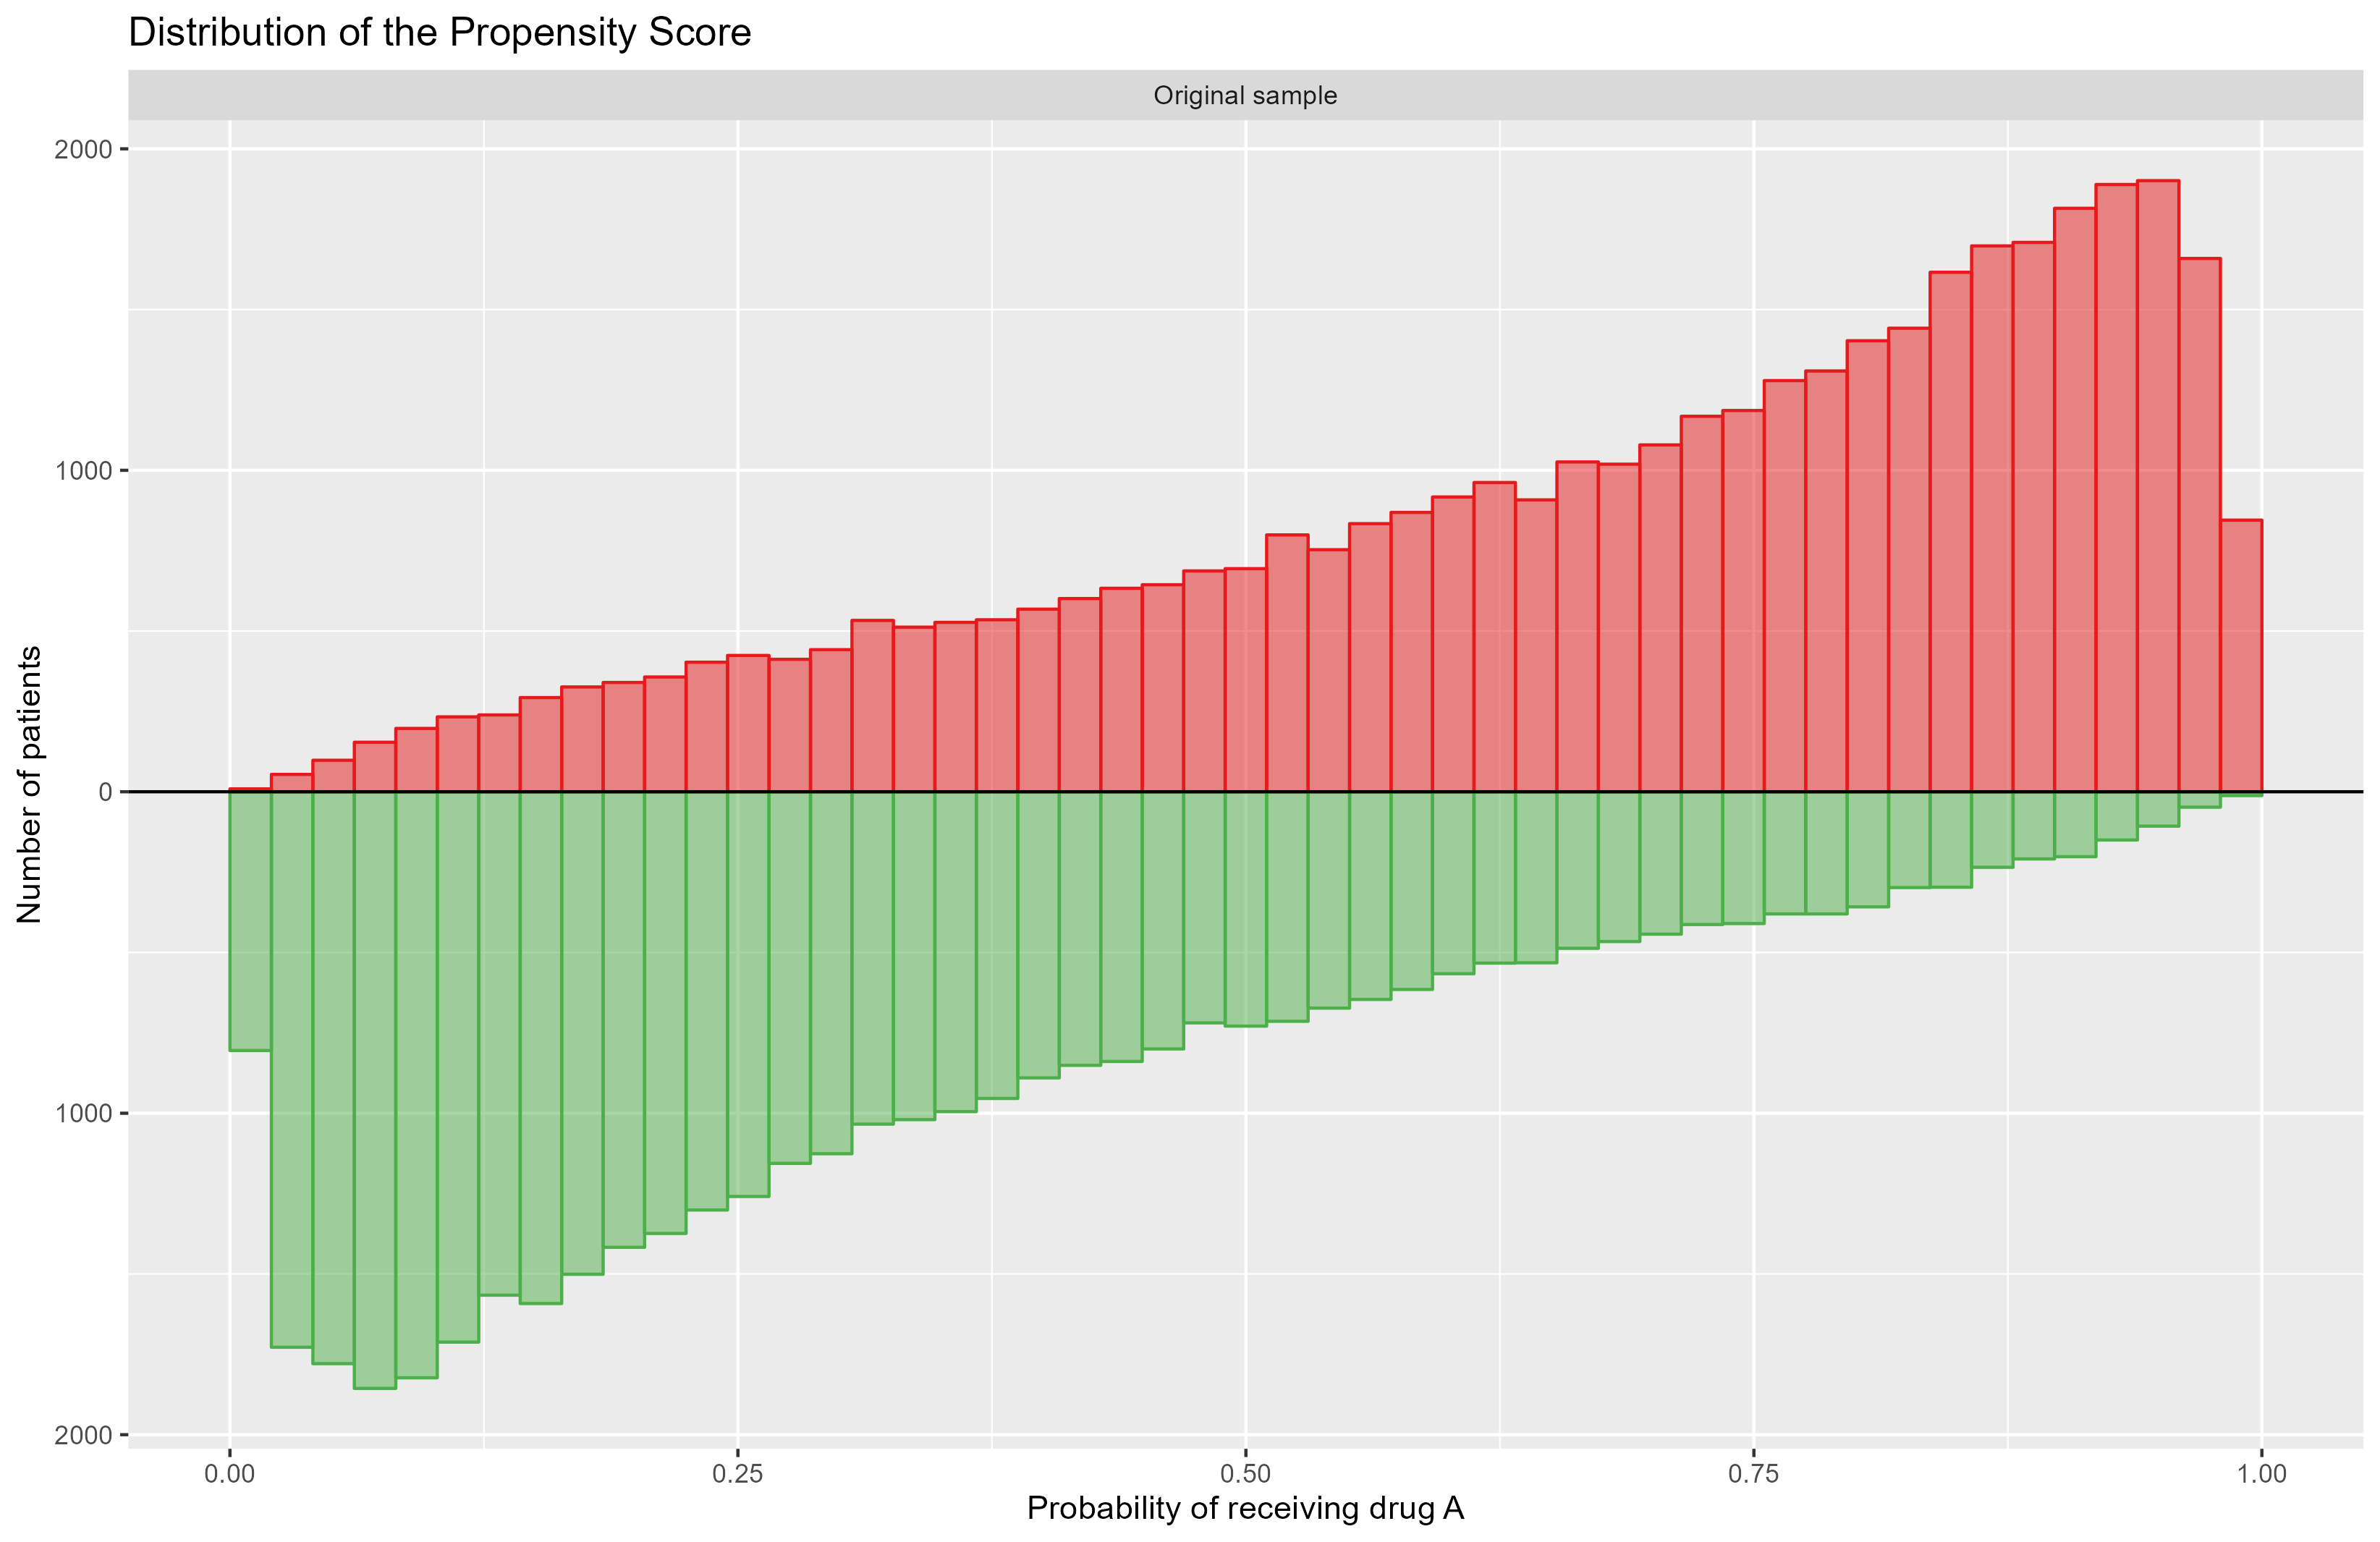 Distribution of the Propensity Score
Original sample
Number of patients
2000
1000
0
1000
2000
0.00 0.25 0.50 0.75 1.00
Probability of receiving drug A